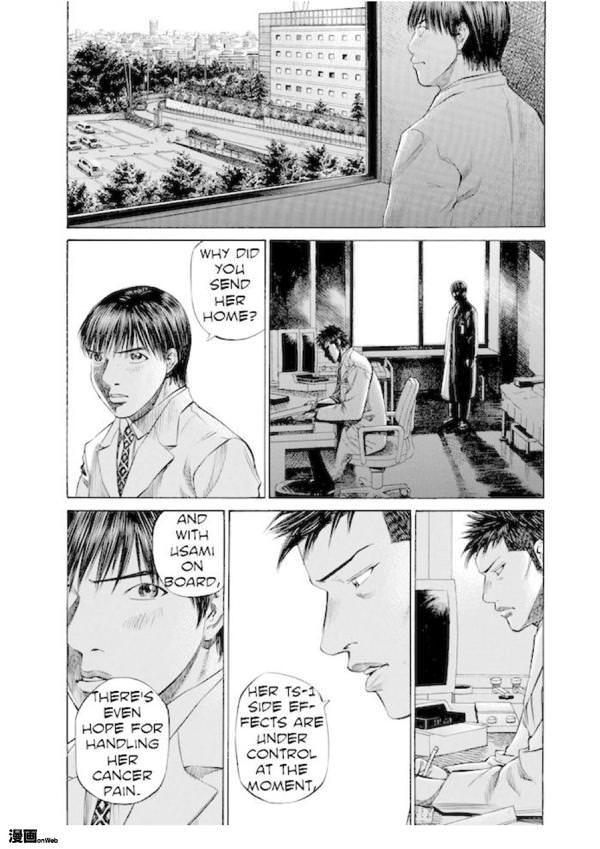 WHY DID
YOU
SEND
HER
HOME?
HER TS-1
SIDE EF-
FECTS ARE
UNDER
CONTROL
AT THE
MOMENT,
AND
WITH
USAMI
ON
BOARD,
THERE'S
EVEN
HOPE FOR
HANDLING
HER
CANCER
PAIN.
漫画onWeb